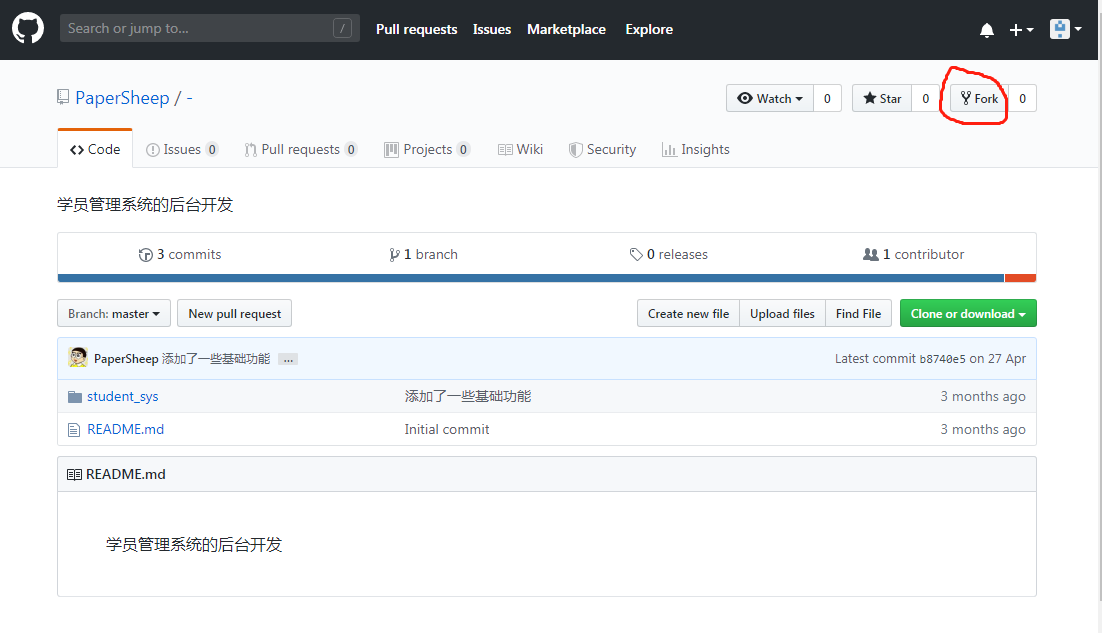 Search or jump to... / Pull requests Issues Marketplace Explore
PaperSheep / - Watch 0 Star 0 Fork 0
Code Issues 0 Pull requests 0 Projects 0 Wiki Security Insights
学员管理系统的后台开发
3 commits 1 branch 0 releases 1 contributor
Branch: master New pull request Create new file Upload files Find File Clone or download
PaperSheep 添加了一些基础功能 ... Latest commit b8740e5 on 27 Apr
student_sys 添加了一些基础功能 3 months ago
README.md Initial commit 3 months ago
README.md
学员管理系统的后台开发